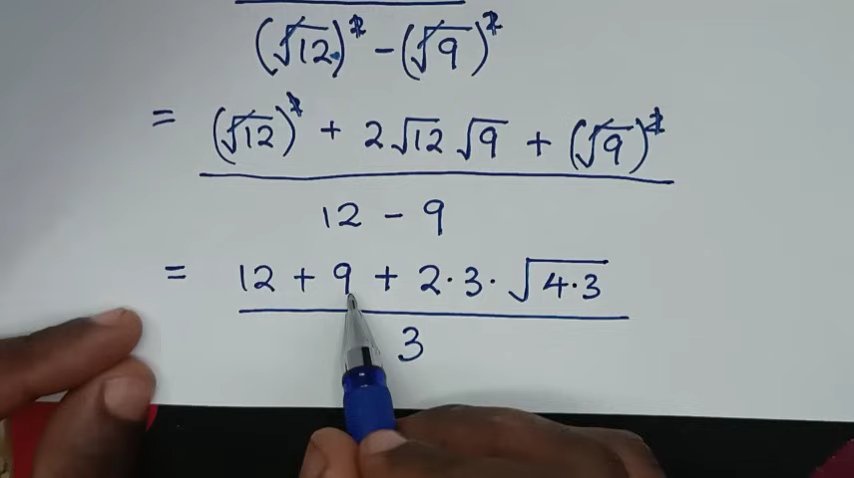 (√12)² - (√9)²
= (√12)² + 2√12 √9 + (√9)²
12 - 9
= 12 + 9 + 2·3·√4·3
3